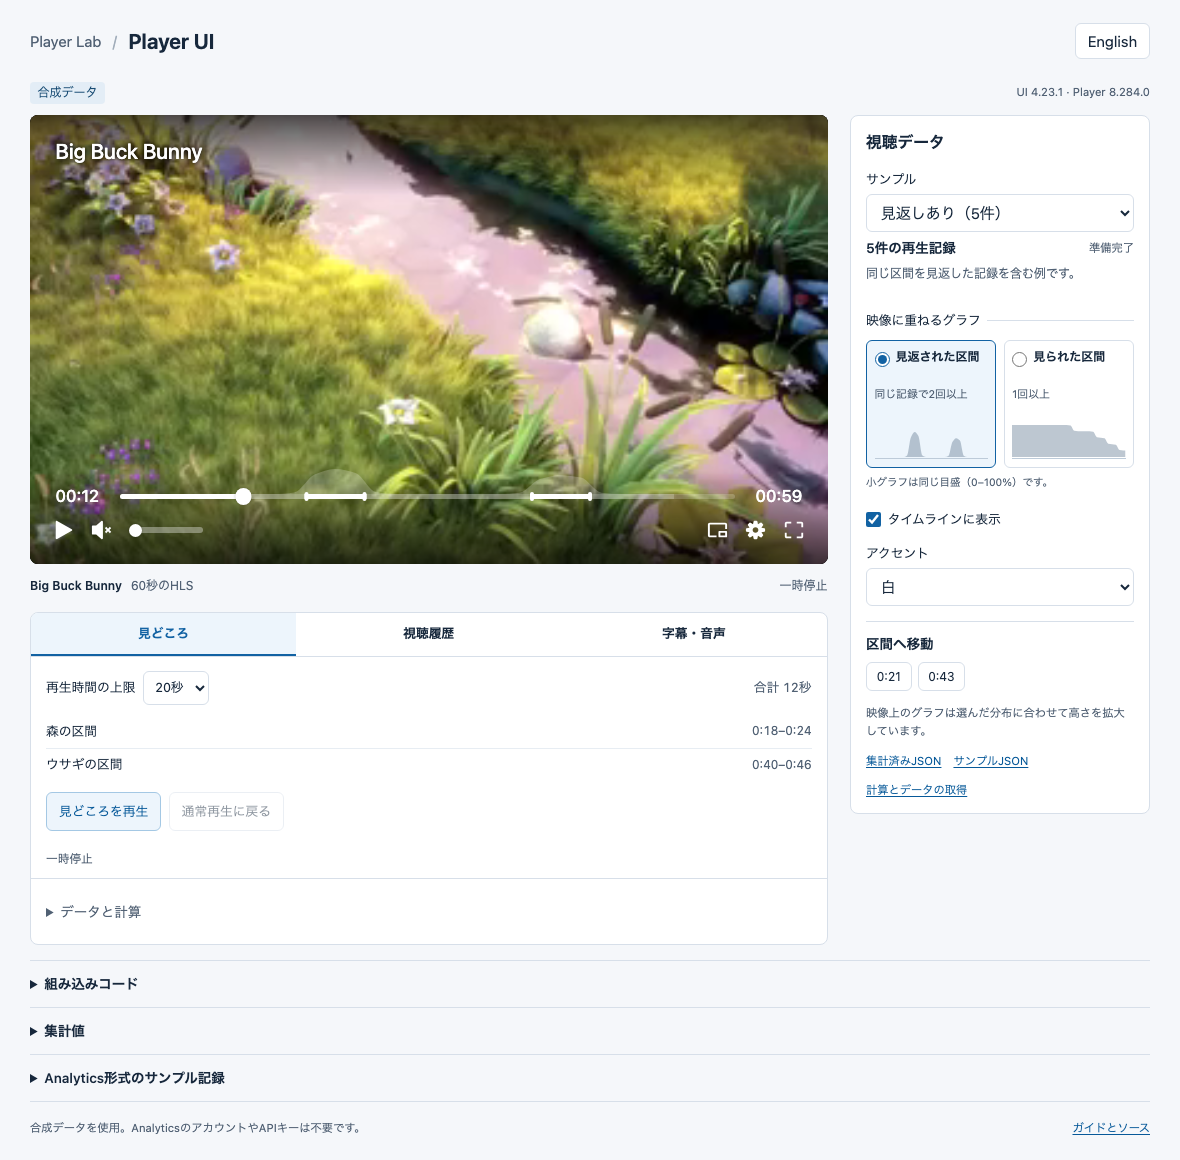 Player Lab / Player UI
English
合成データ
UI 4.23.1 · Player 8.284.0
Big Buck Bunny
00:12
00:59
Big Buck Bunny 60秒のHLS
一時停止
見どころ
視聴履歴
字幕・音声
再生時間の上限 20秒
合計 12秒
森の区間
0:18–0:24
ウサギの区間
0:40–0:46
見どころを再生
通常再生に戻る
一時停止
データと計算
視聴データ
サンプル
見返しあり（5件）
5件の再生記録
準備完了
同じ区間を見返した記録を含む例です。
映像に重ねるグラフ
見返された区間
同じ記録で2回以上
見られた区間
1回以上
小グラフは同じ目盛（0–100%）です。
タイムラインに表示
アクセント
白
区間へ移動
0:21
0:43
映像上のグラフは選んだ分布に合わせて高さを拡大
しています。
集計済みJSON サンプルJSON
計算とデータの取得
組み込みコード
集計値
Analytics形式のサンプル記録
合成データを使用。AnalyticsのアカウントやAPIキーは不要です。
ガイドとソース